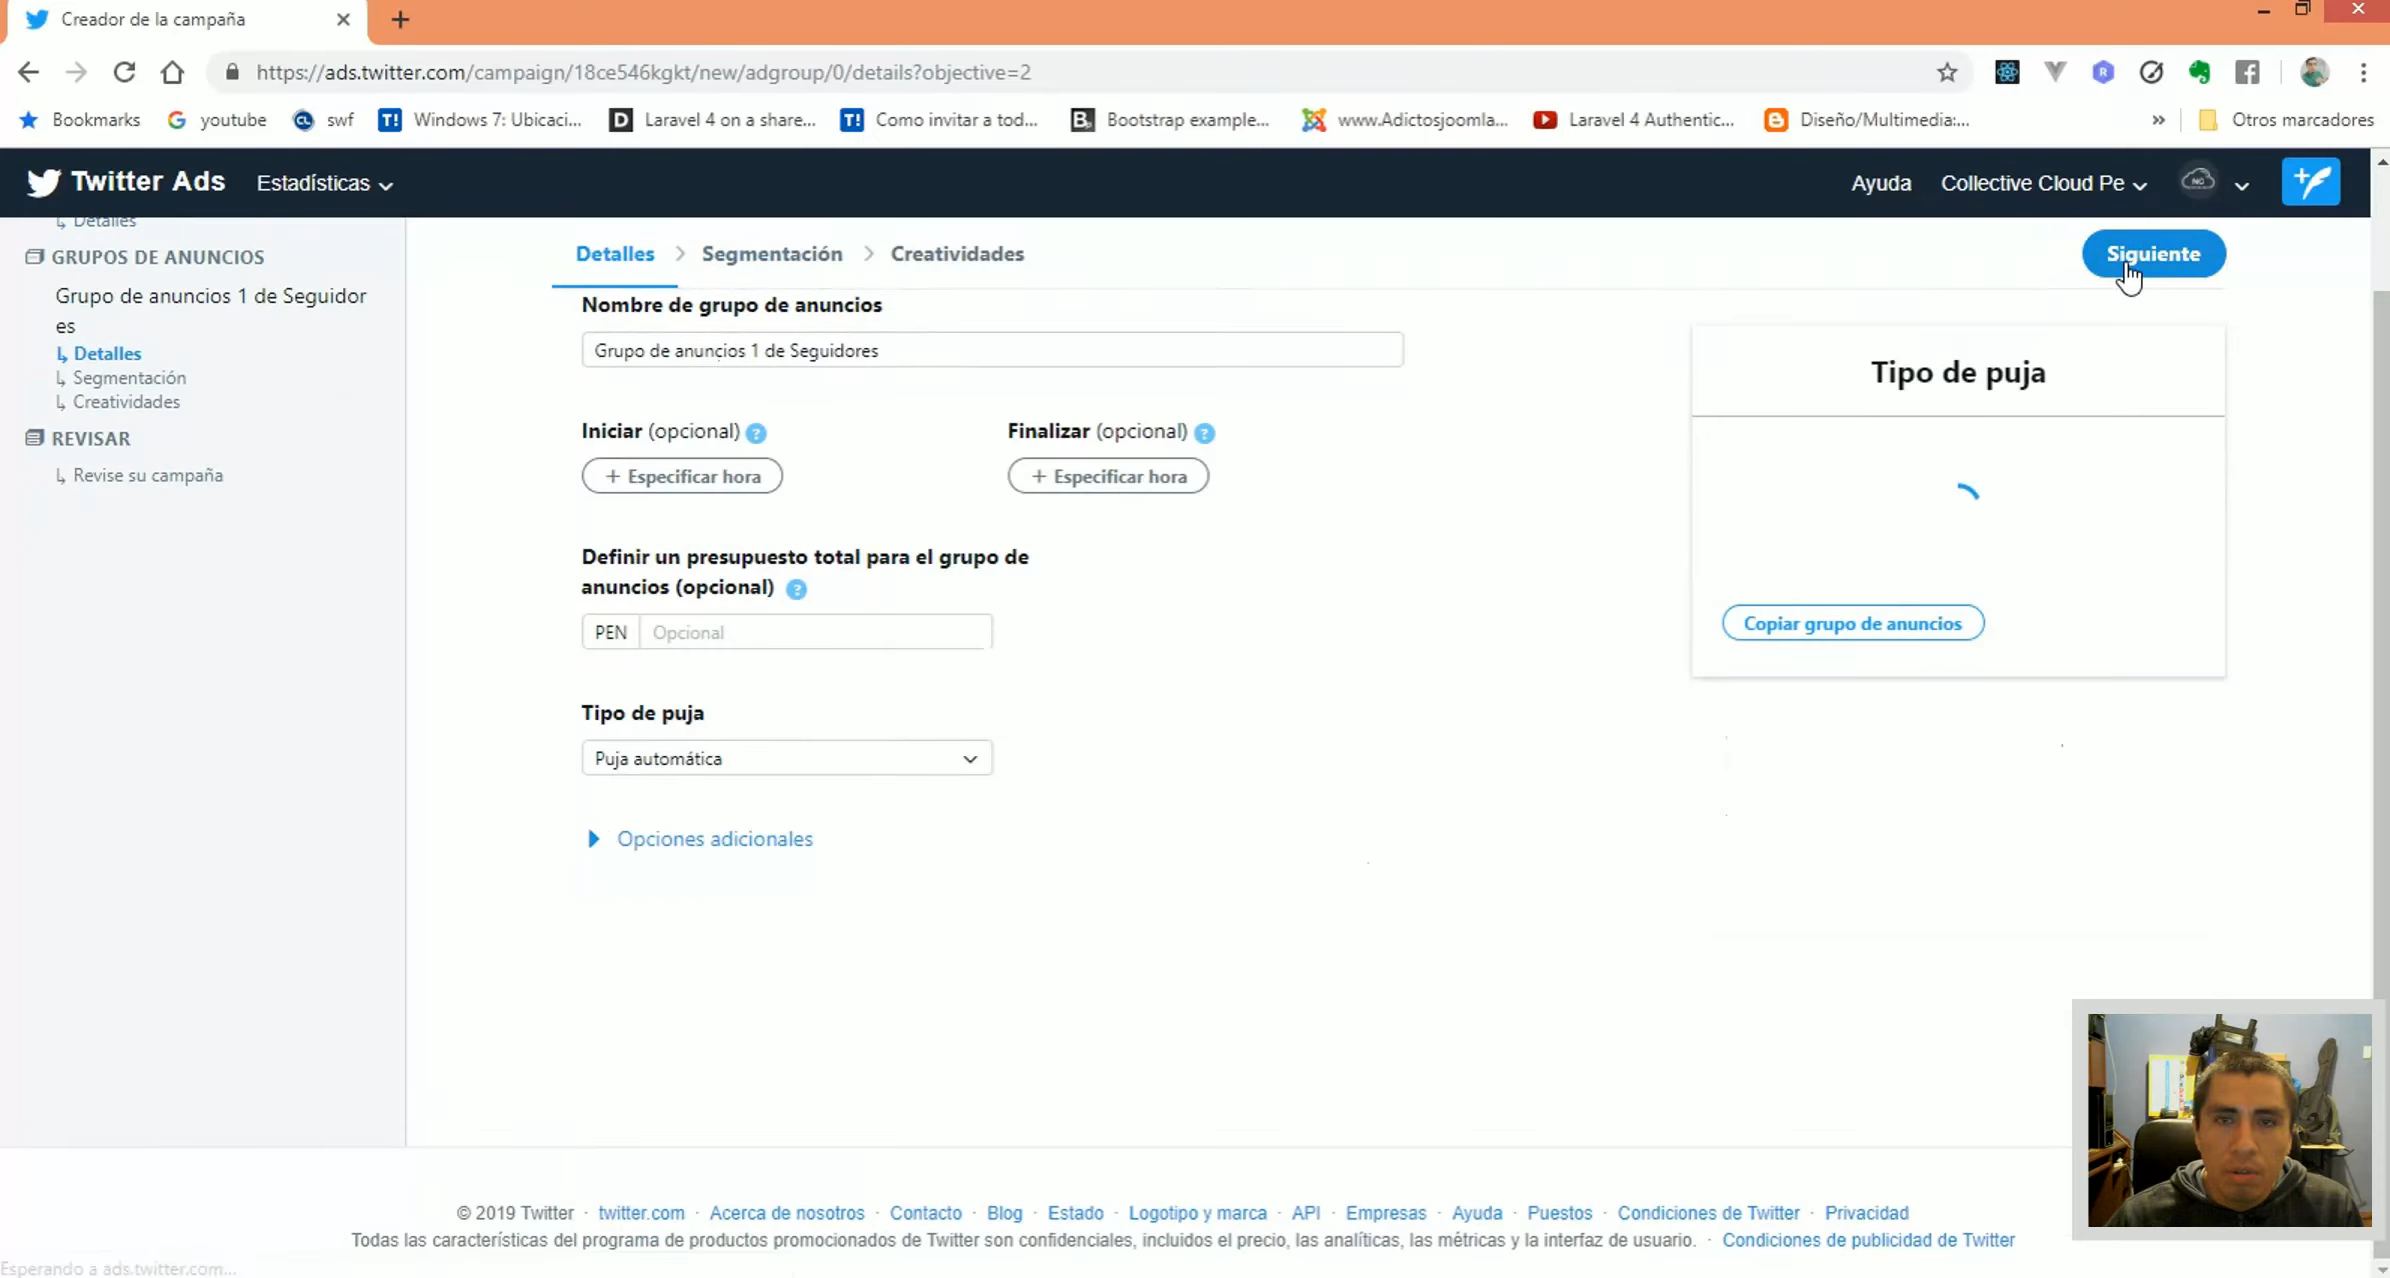 Creador de la campaña
https://ads.twitter.com/campaign/18ce546kgkt/new/adgroup/0/details?objective=2
Bookmarks youtube swf Windows 7: Ubicaci... Laravel 4 on a share... Como invitar a tod... Bootstrap example... www.Adictosjoomla... Laravel 4 Authentic... Diseño/Multimedia:... » Otros marcadores
Twitter Ads Estadísticas Ayuda Collective Cloud Pe
Detalles
GRUPOS DE ANUNCIOS
Grupo de anuncios 1 de Seguidor
es
Detalles
Segmentación
Creatividades
REVISAR
Revise su campaña
Detalles Segmentación Creatividades
Siguiente
Nombre de grupo de anuncios
Grupo de anuncios 1 de Seguidores
Iniciar (opcional) ? Finalizar (opcional) ?
+ Especificar hora + Especificar hora
Definir un presupuesto total para el grupo de
anuncios (opcional) ?
PEN Opcional
Tipo de puja
Puja automática
Opciones adicionales
Tipo de puja
Copiar grupo de anuncios
© 2019 Twitter · twitter.com · Acerca de nosotros · Contacto · Blog · Estado · Logotipo y marca · API · Empresas · Ayuda · Puestos · Condiciones de Twitter · Privacidad
Todas las características del programa de productos promocionados de Twitter son confidenciales, incluidos el precio, las analíticas, las métricas y la interfaz de usuario. · Condiciones de publicidad de Twitter
Esperando a ads.twitter.com...